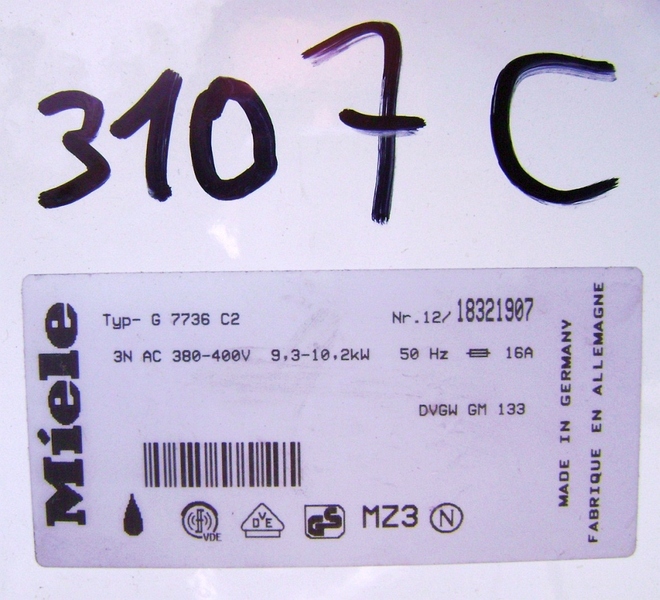 3107 C
Miele
Typ- G 7736 C2
Nr.12/ 18321907
3N AC 380-400V 9,3-10,2kW 50 Hz 16A
DVGW GM 133
VDE
DVE
GS
MZ3
N
MADE IN GERMANY
FABRIQUE EN ALLEMAGNE